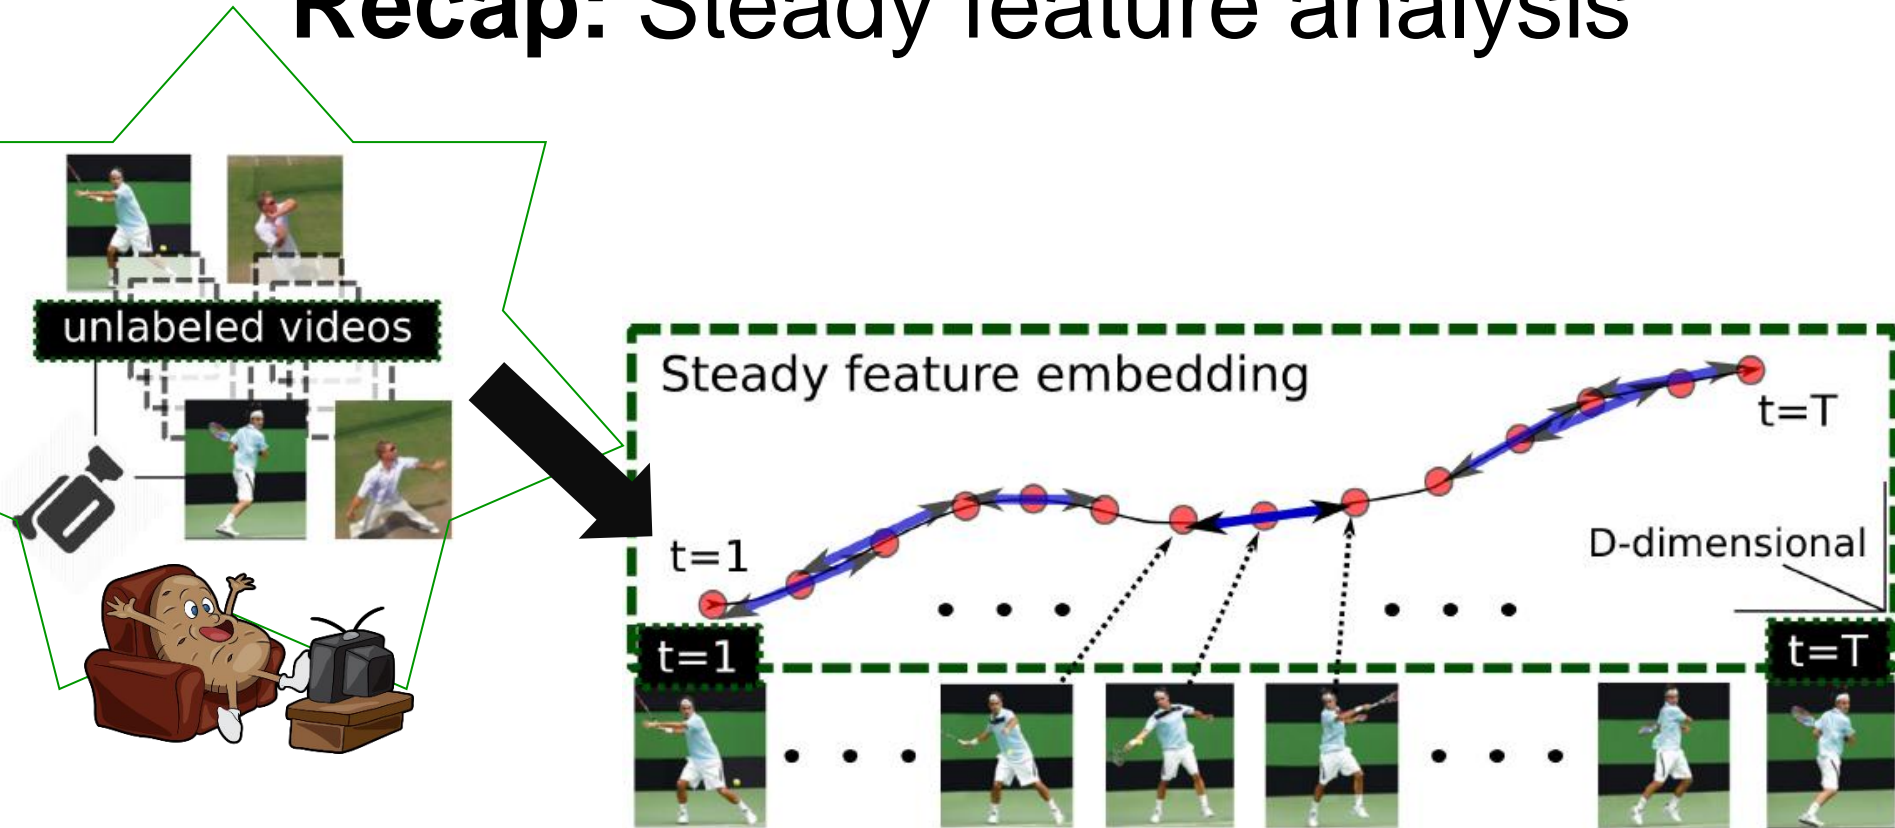 Recap: Steady feature analysis
unlabeled videos
Steady feature embedding
t=T
t=1
D-dimensional
t=1
t=T